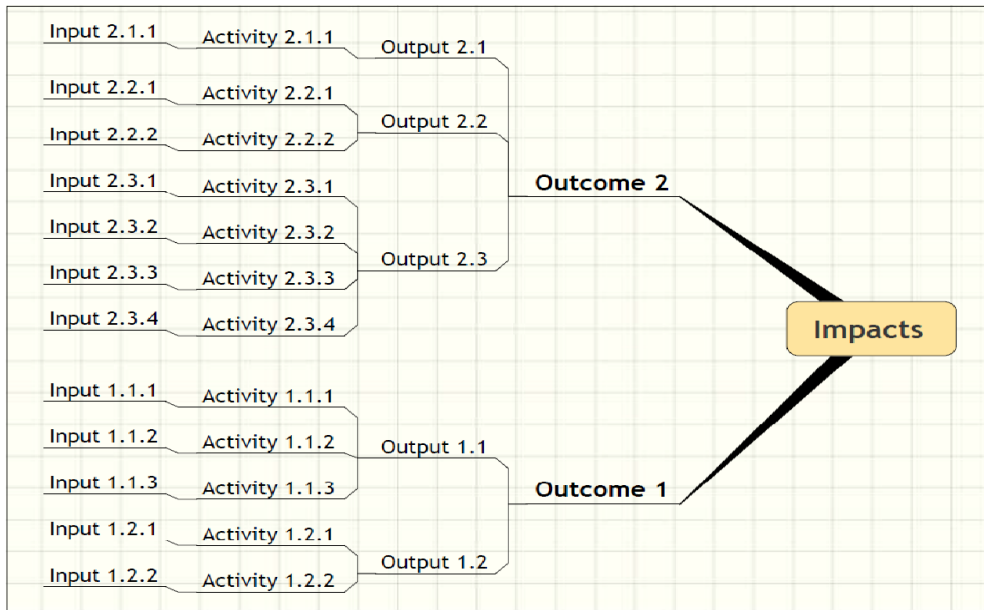 Input 2.1.1
Activity 2.1.1
Output 2.1
Input 2.2.1
Activity 2.2.1
Output 2.2
Input 2.2.2
Activity 2.2.2
Input 2.3.1
Activity 2.3.1
Outcome 2
Input 2.3.2
Activity 2.3.2
Output 2.3
Input 2.3.3
Activity 2.3.3
Input 2.3.4
Activity 2.3.4
Impacts
Input 1.1.1
Activity 1.1.1
Input 1.1.2
Activity 1.1.2
Output 1.1
Input 1.1.3
Activity 1.1.3
Outcome 1
Input 1.2.1
Activity 1.2.1
Output 1.2
Input 1.2.2
Activity 1.2.2